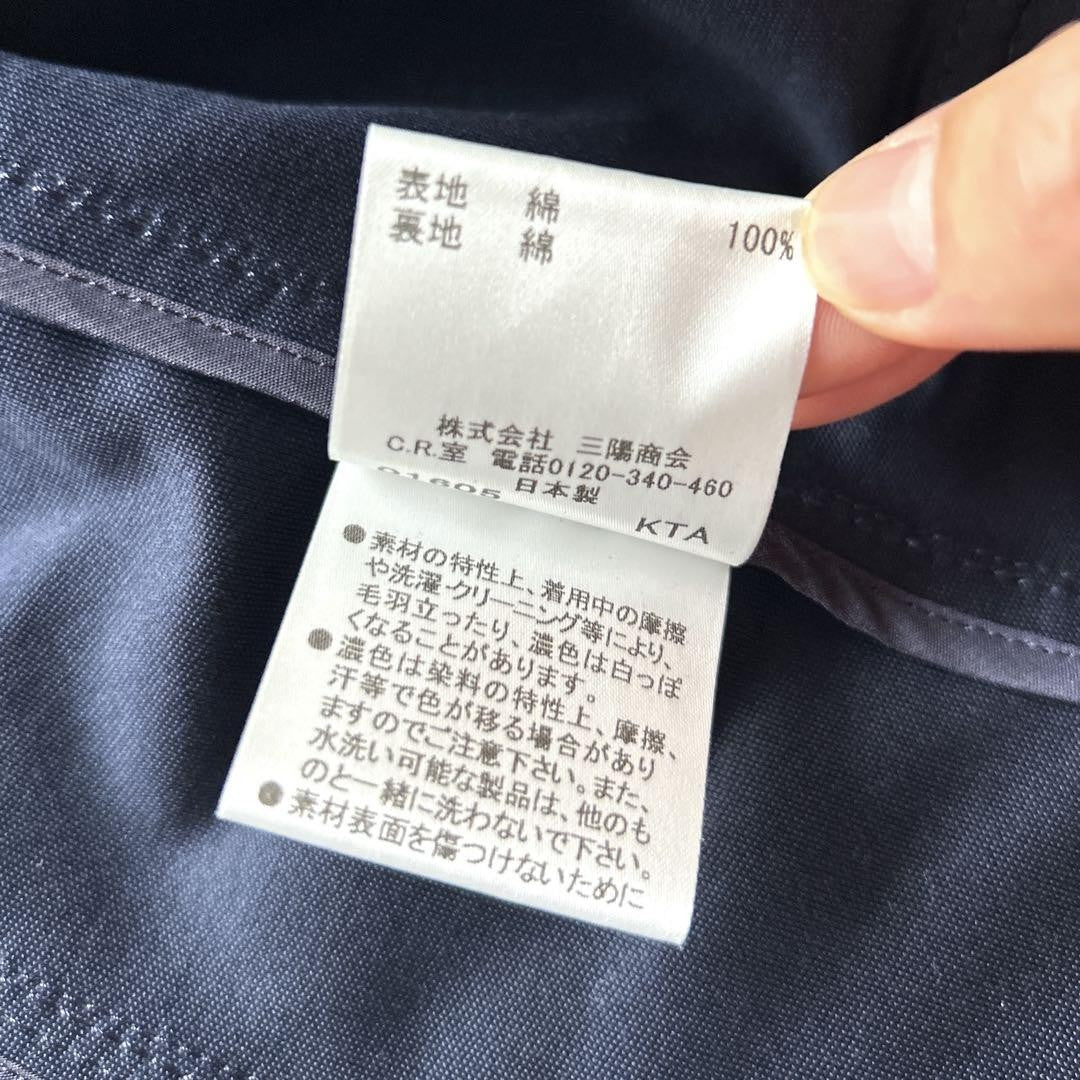 表地 綿 100%
裏地 綿
株式会社 三陽商会
C.R.室 電話0120-340-460
日本製
KTA
●素材の特性上、着用中の摩擦
や洗濯・クリーニング等により、
毛羽立ったり、濃色は白っぽ
くなることがあります。
●濃色は染料の特性上、摩擦、
汗等で色が移る場合があり
ますのでご注意下さい。また、
水洗い可能な製品は、他のも
のと一緒に洗わないで下さい。
●素材表面を傷つけないために